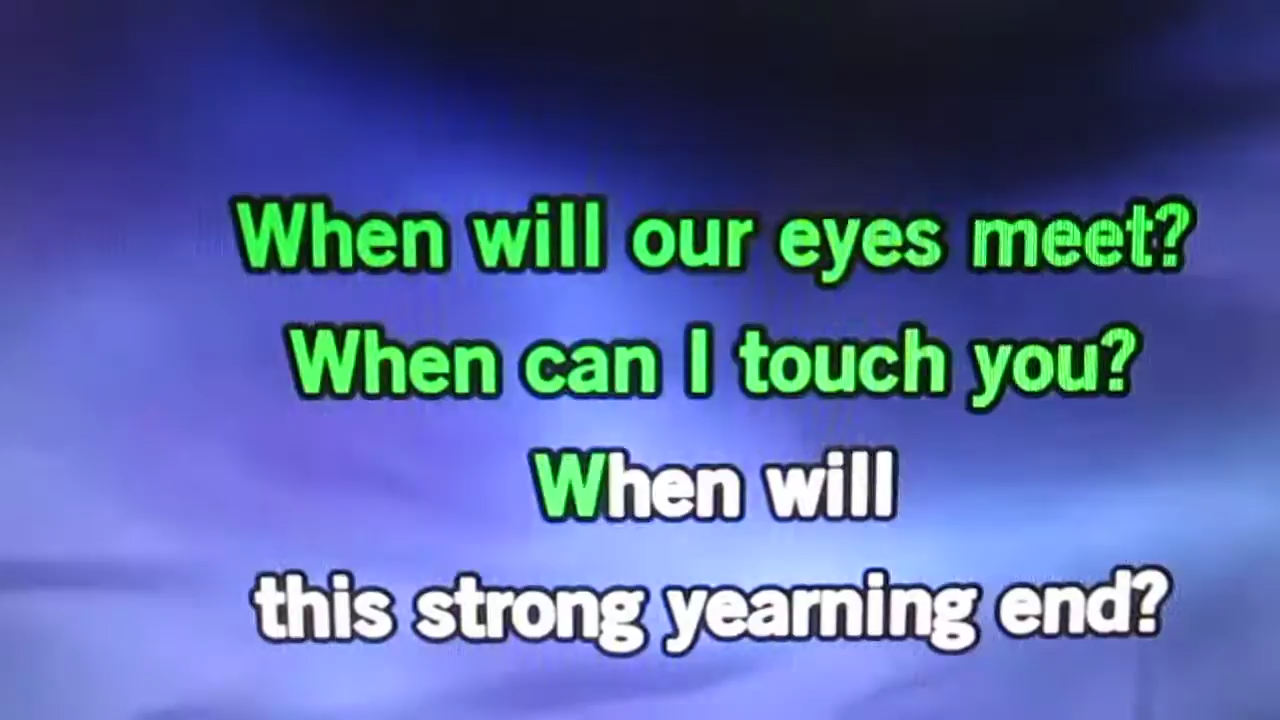 When will our eyes meet?
When can I touch you?
When will
this strong yearning end?